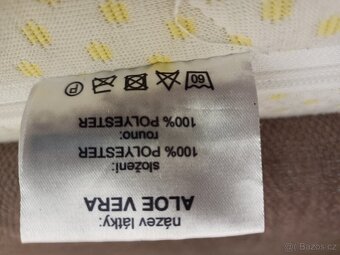 název látky:
ALOE VERA
složení:
100% POLYESTER
rouno:
100% POLYESTER
60
P
Bazos.cz